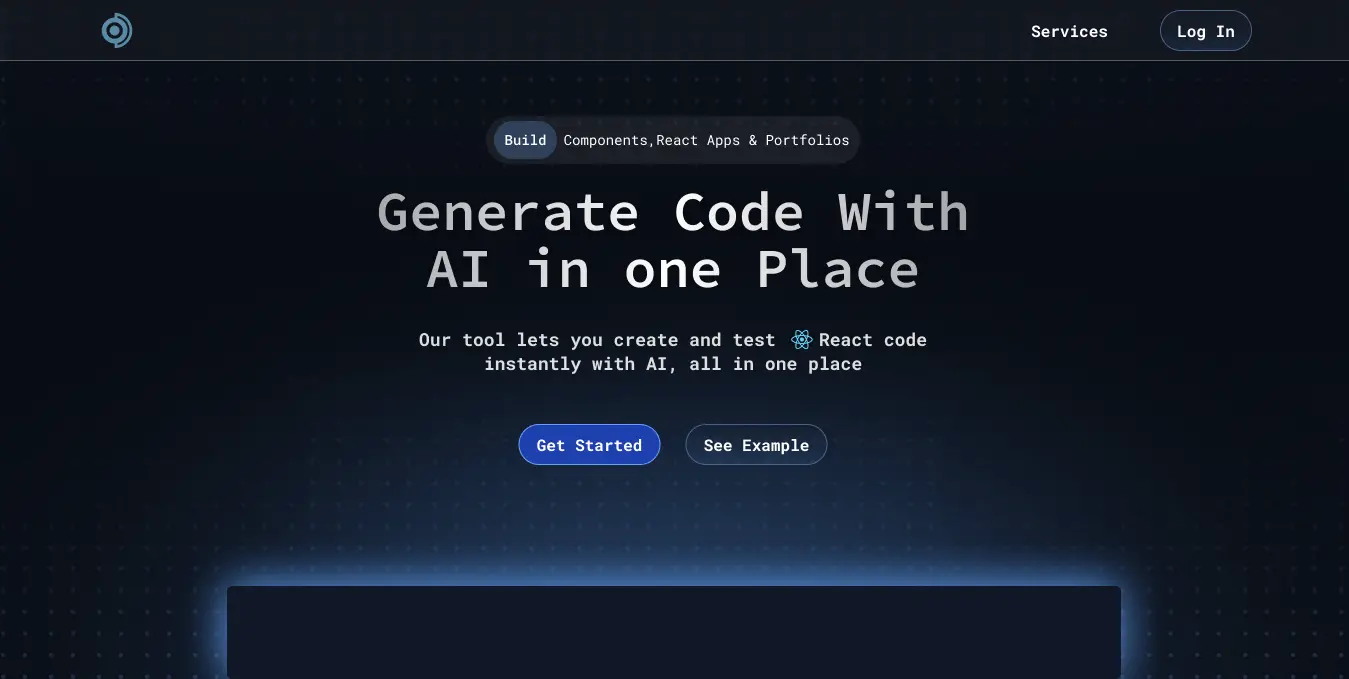 Services
Log In
Build Components,React Apps & Portfolios
Generate Code With
AI in one Place
Our tool lets you create and test React code
instantly with AI, all in one place
Get Started
See Example